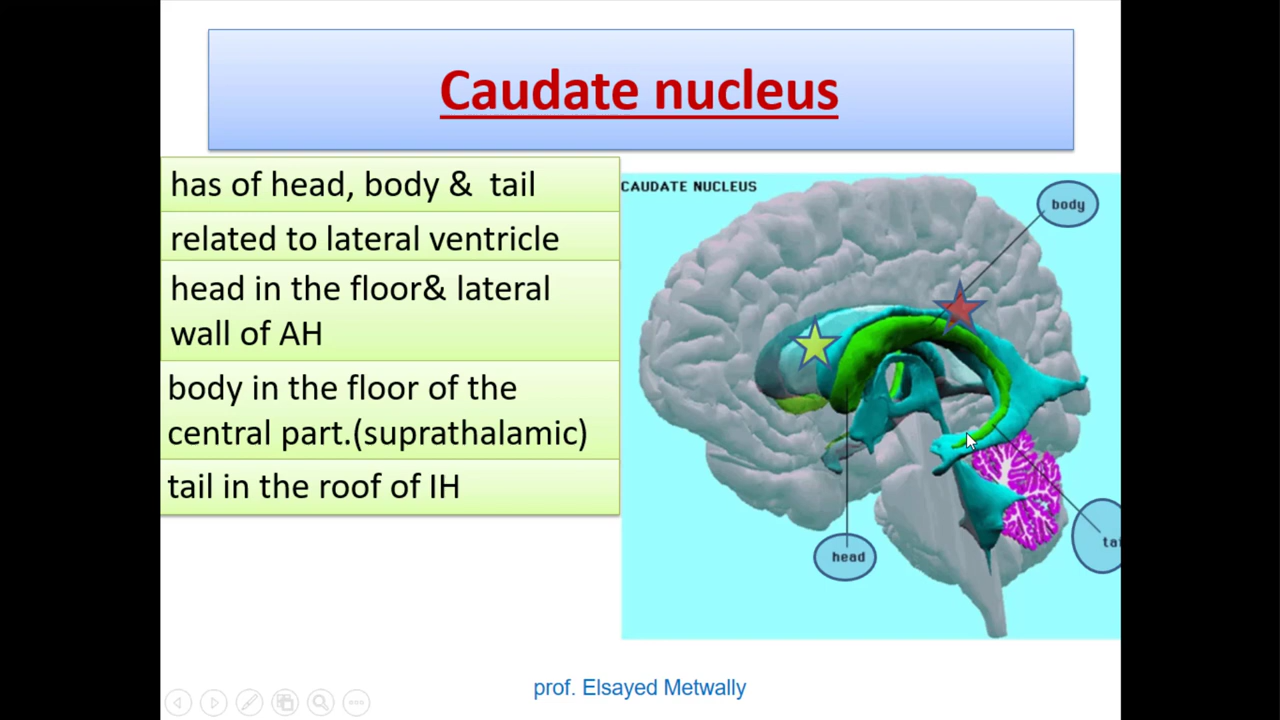 Caudate nucleus
has of head, body & tail
related to lateral ventricle
head in the floor& lateral
wall of AH
body in the floor of the
central part.(suprathalamic)
tail in the roof of IH
CAUDATE NUCLEUS
body
head
tai
prof. Elsayed Metwally